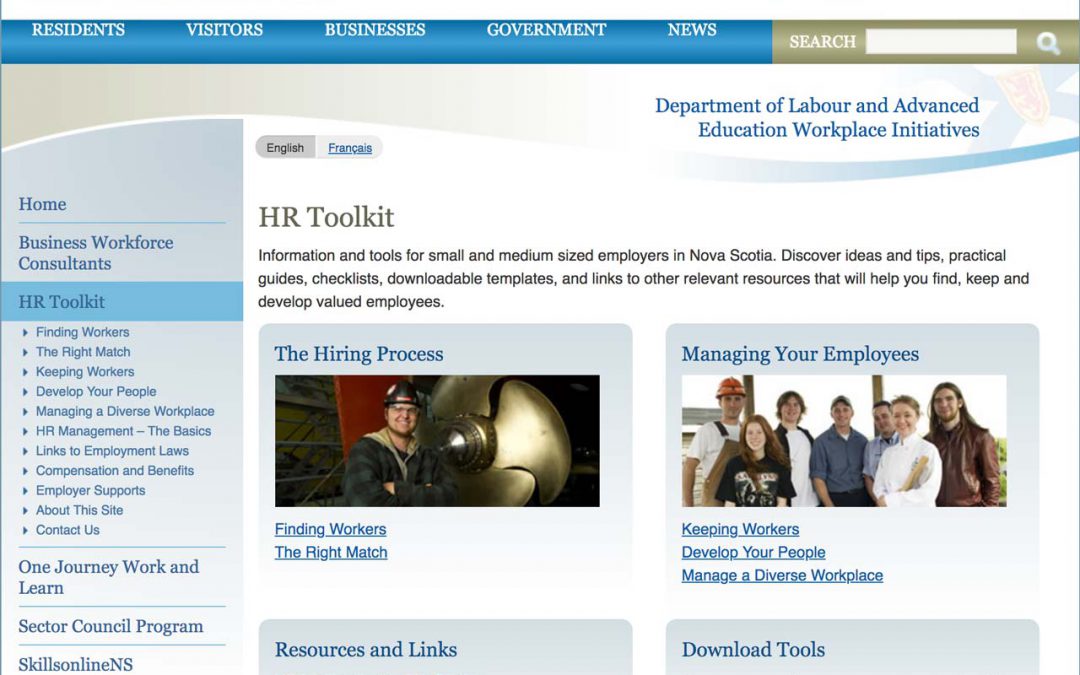 RESIDENTS VISITORS BUSINESSES GOVERNMENT NEWS SEARCH
Department of Labour and Advanced
Education Workplace Initiatives
English Français
Home
Business Workforce
Consultants
HR Toolkit
Finding Workers
The Right Match
Keeping Workers
Develop Your People
Managing a Diverse Workplace
HR Management – The Basics
Links to Employment Laws
Compensation and Benefits
Employer Supports
About This Site
Contact Us
One Journey Work and
Learn
Sector Council Program
SkillsonlineNS
HR Toolkit
Information and tools for small and medium sized employers in Nova Scotia. Discover ideas and tips, practical
guides, checklists, downloadable templates, and links to other relevant resources that will help you find, keep and
develop valued employees.
The Hiring Process
Finding Workers
The Right Match
Managing Your Employees
Keeping Workers
Develop Your People
Manage a Diverse Workplace
Resources and Links
Download Tools